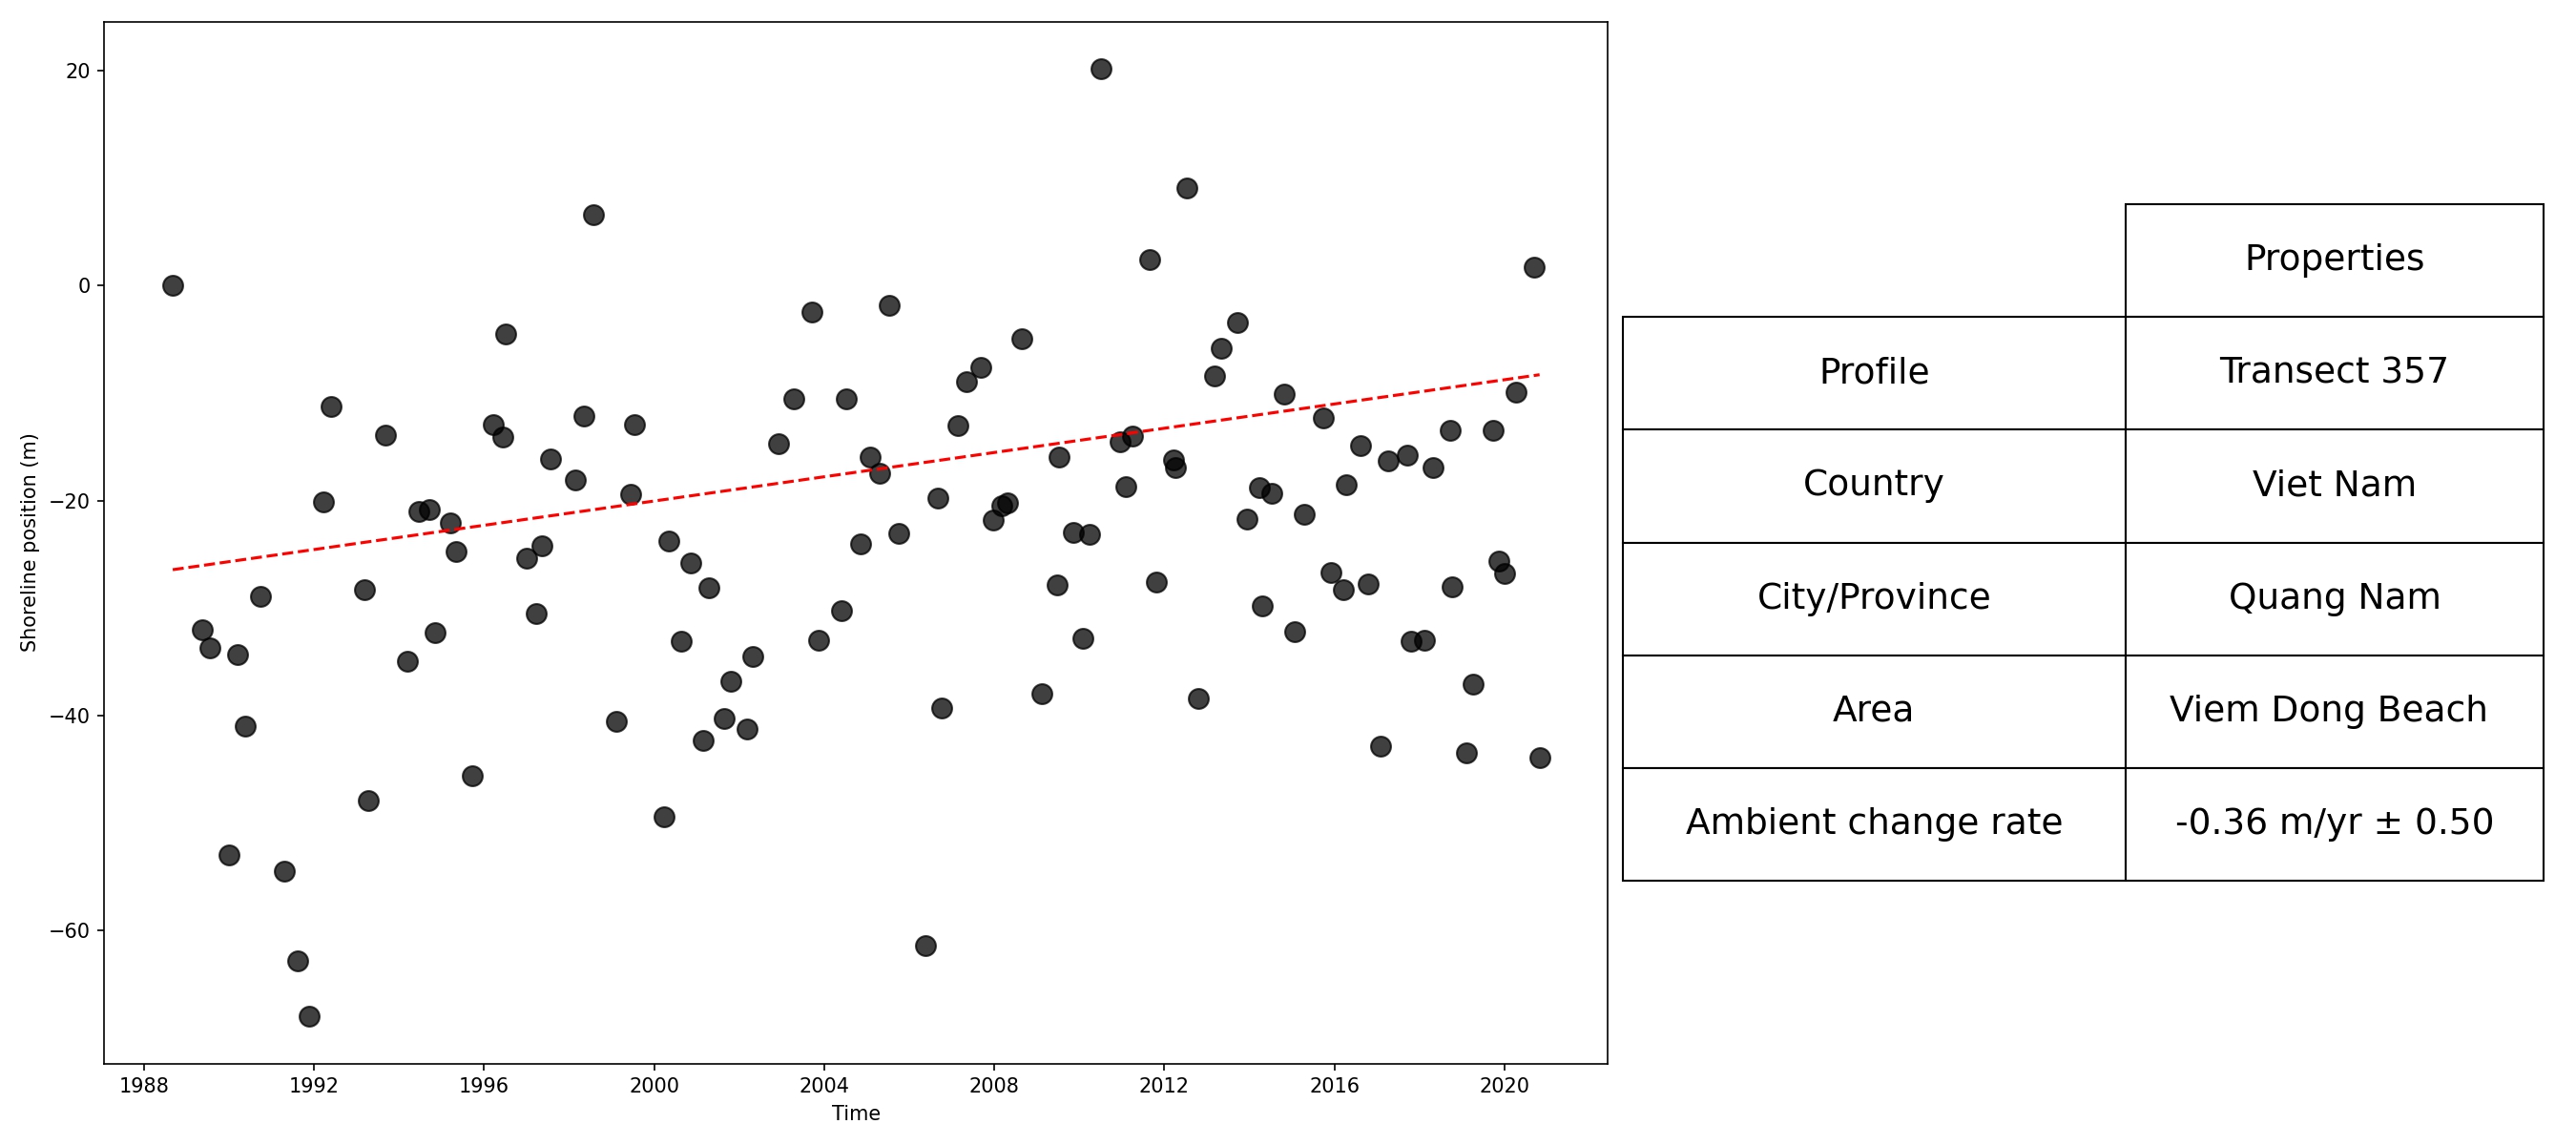 20
0
−20
−40
−60
Shoreline position (m)
1988 1992 1996 2000 2004 2008 2012 2016 2020
Time
Properties
Profile Transect 357
Country Viet Nam
City/Province Quang Nam
Area Viem Dong Beach
Ambient change rate -0.36 m/yr ± 0.50